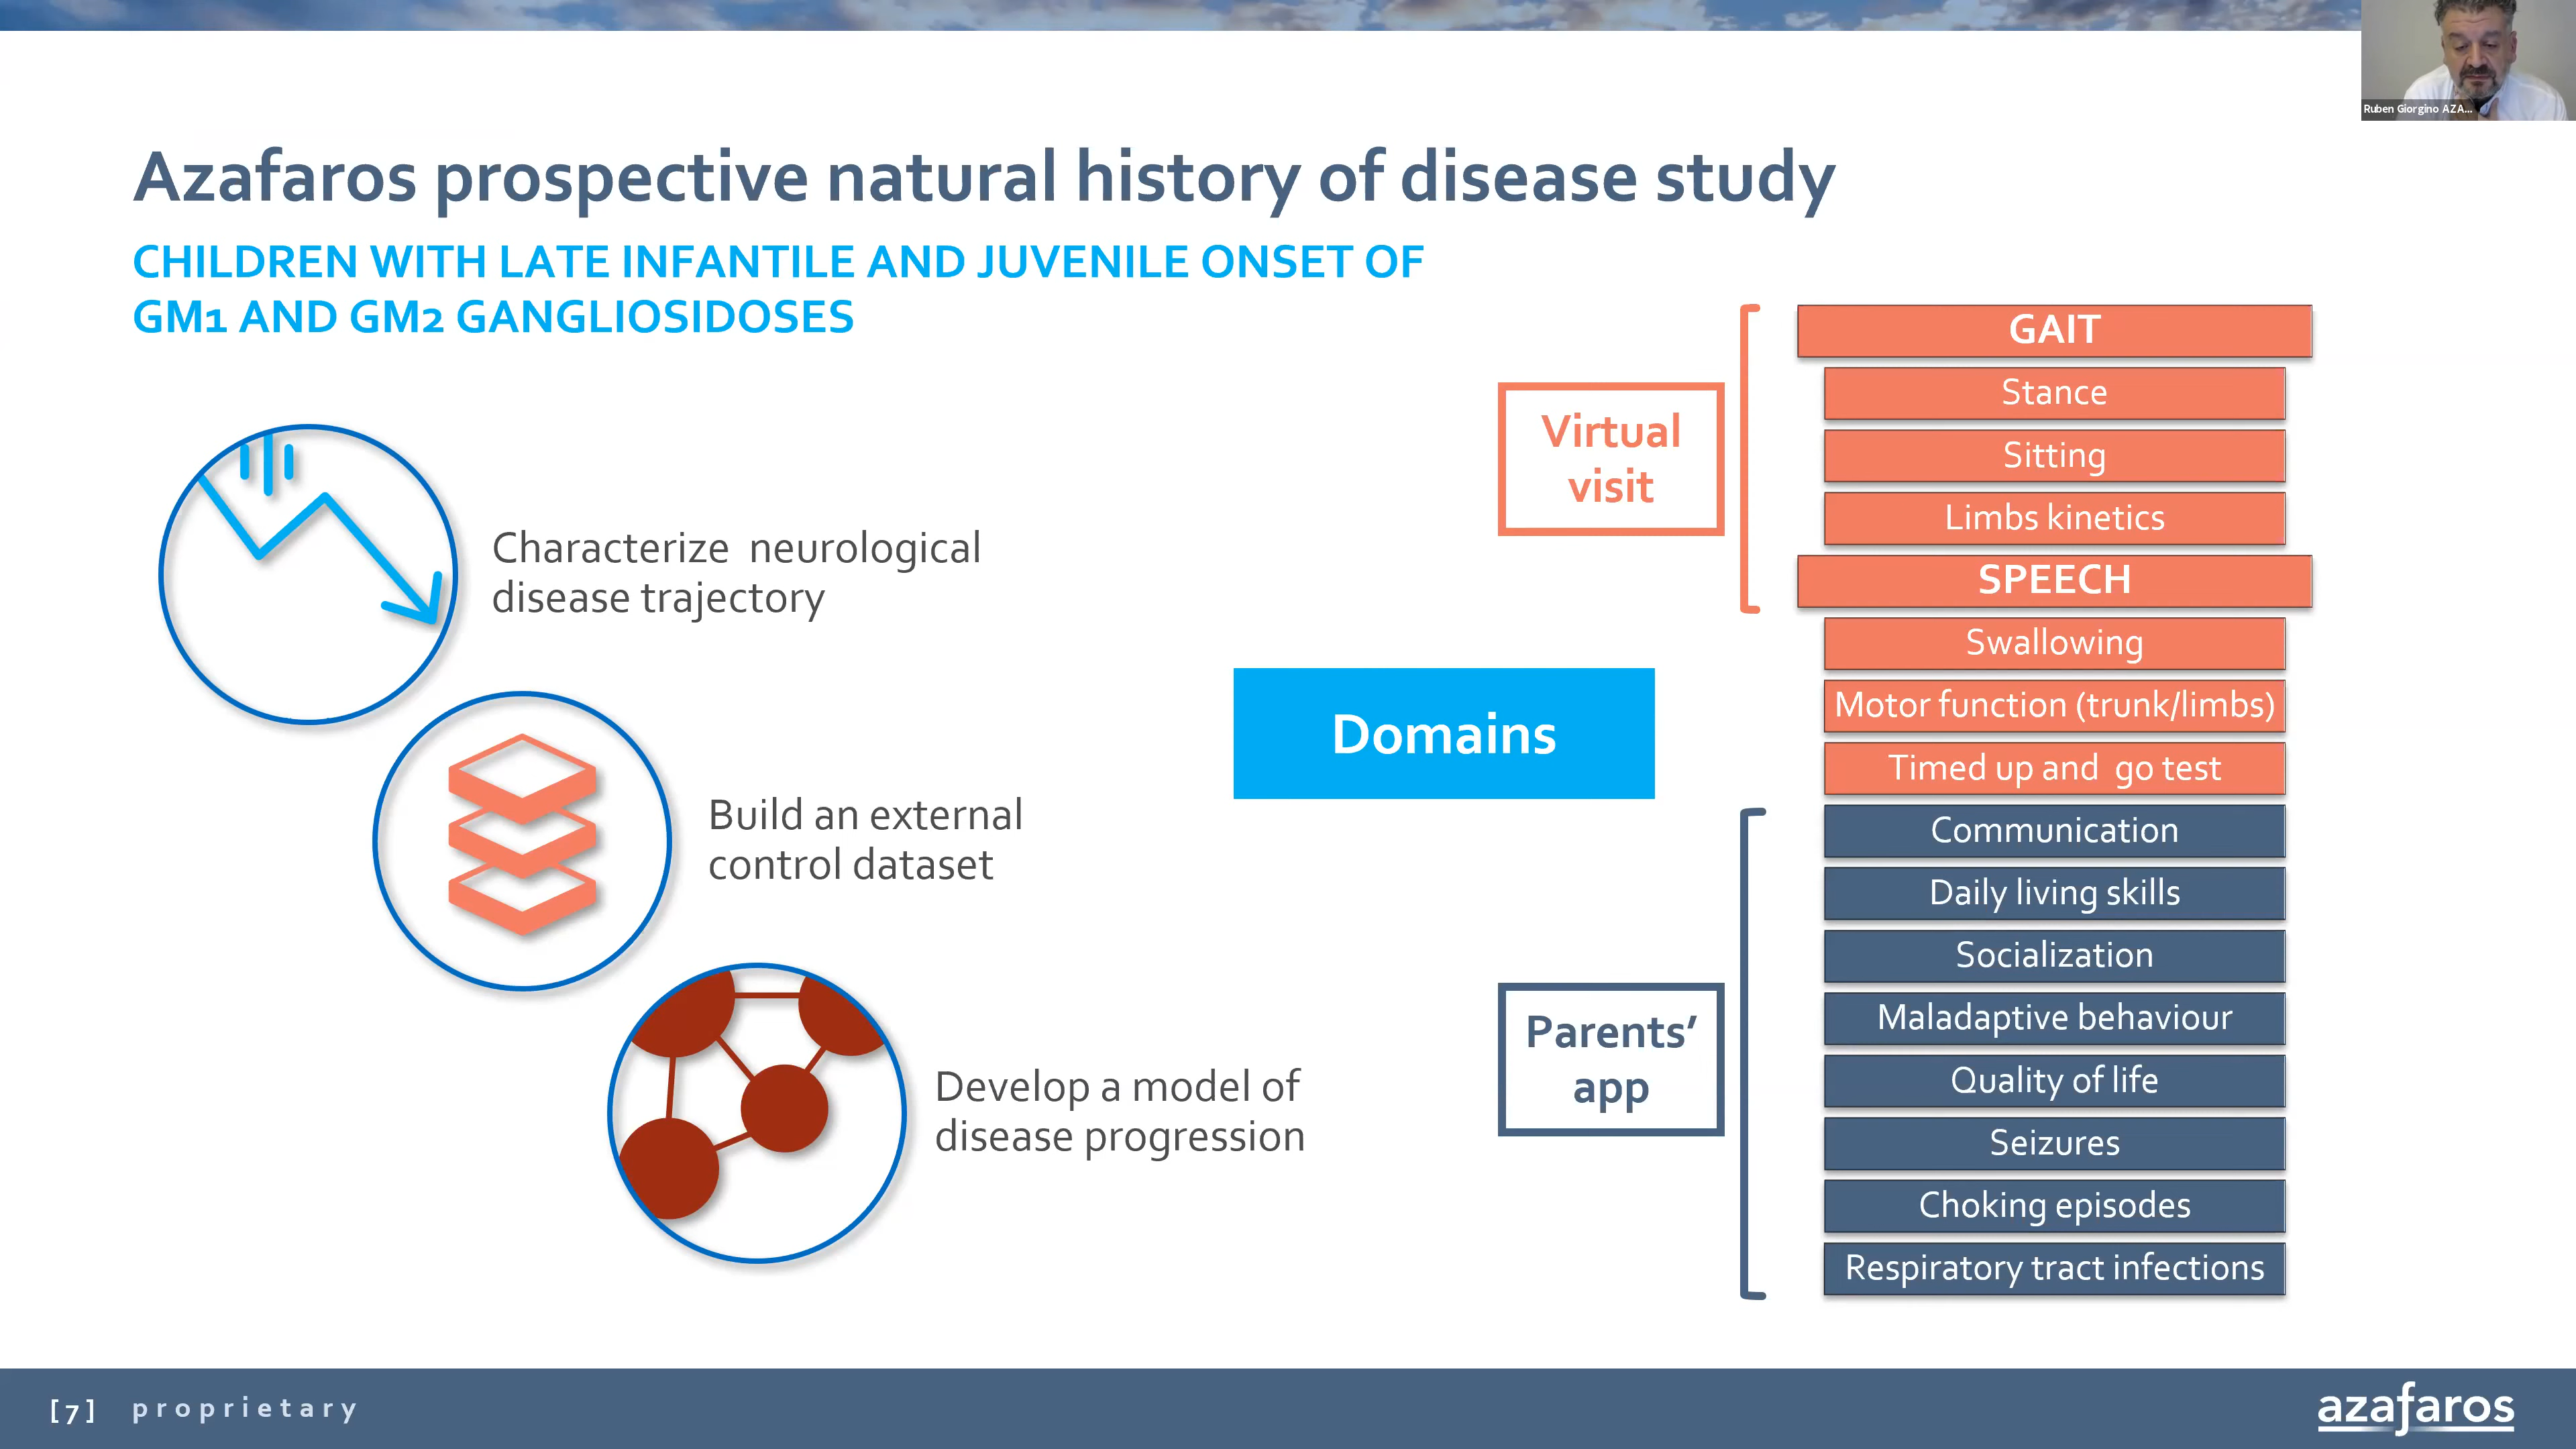 Ruben Giorgino AZA...
Azafaros prospective natural history of disease study
CHILDREN WITH LATE INFANTILE AND JUVENILE ONSET OF
GM1 AND GM2 GANGLIOSIDOSES
Characterize neurological
disease trajectory
Build an external
control dataset
Develop a model of
disease progression
Domains
Virtual
visit
GAIT
Stance
Sitting
Limbs kinetics
SPEECH
Swallowing
Motor function (trunk/limbs)
Timed up and go test
Parents’
app
Communication
Daily living skills
Socialization
Maladaptive behaviour
Quality of life
Seizures
Choking episodes
Respiratory tract infections
[7] proprietary
azafaros